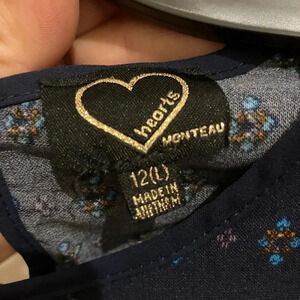 hearts
MONTEAU
12(L)
MADE IN
VIETNAM